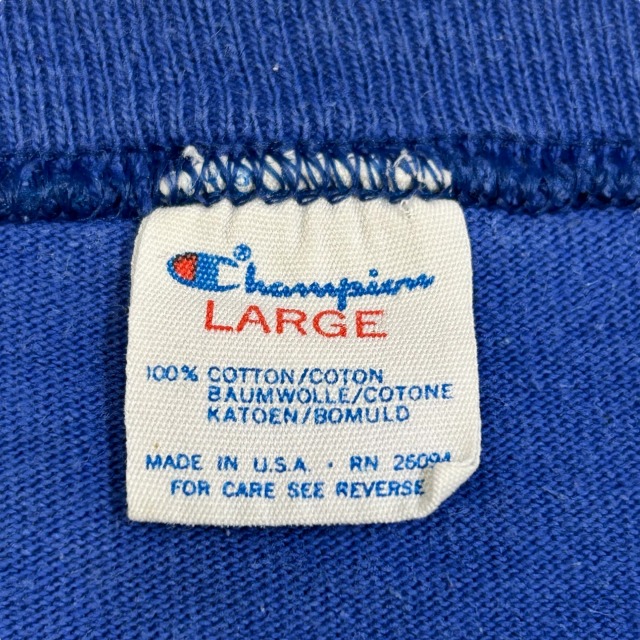 Champion®
LARGE
100% COTTON/COTON
BAUMWOLLE/COTONE
KATOEN/BOMULD
MADE IN U.S.A. · RN 26094
FOR CARE SEE REVERSE